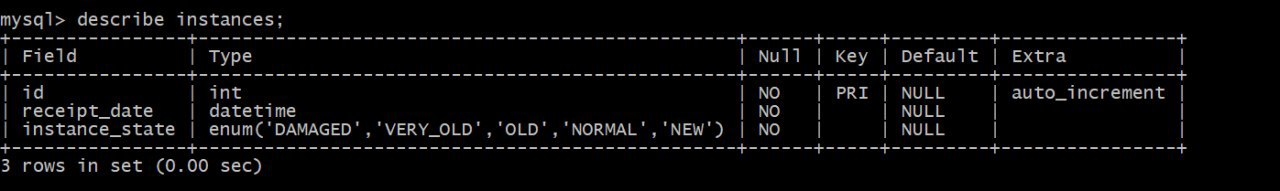 mysql> describe instances;
+----------------+-------------------------------------------------+------+-----+---------+----------------+
| Field          | Type                                            | Null | Key | Default | Extra          |
+----------------+-------------------------------------------------+------+-----+---------+----------------+
| id             | int                                             | NO   | PRI | NULL    | auto_increment |
| receipt_date   | datetime                                        | NO   |     | NULL    |                |
| instance_state | enum('DAMAGED','VERY_OLD','OLD','NORMAL','NEW') | NO   |     | NULL    |                |
+----------------+-------------------------------------------------+------+-----+---------+----------------+
3 rows in set (0.00 sec)